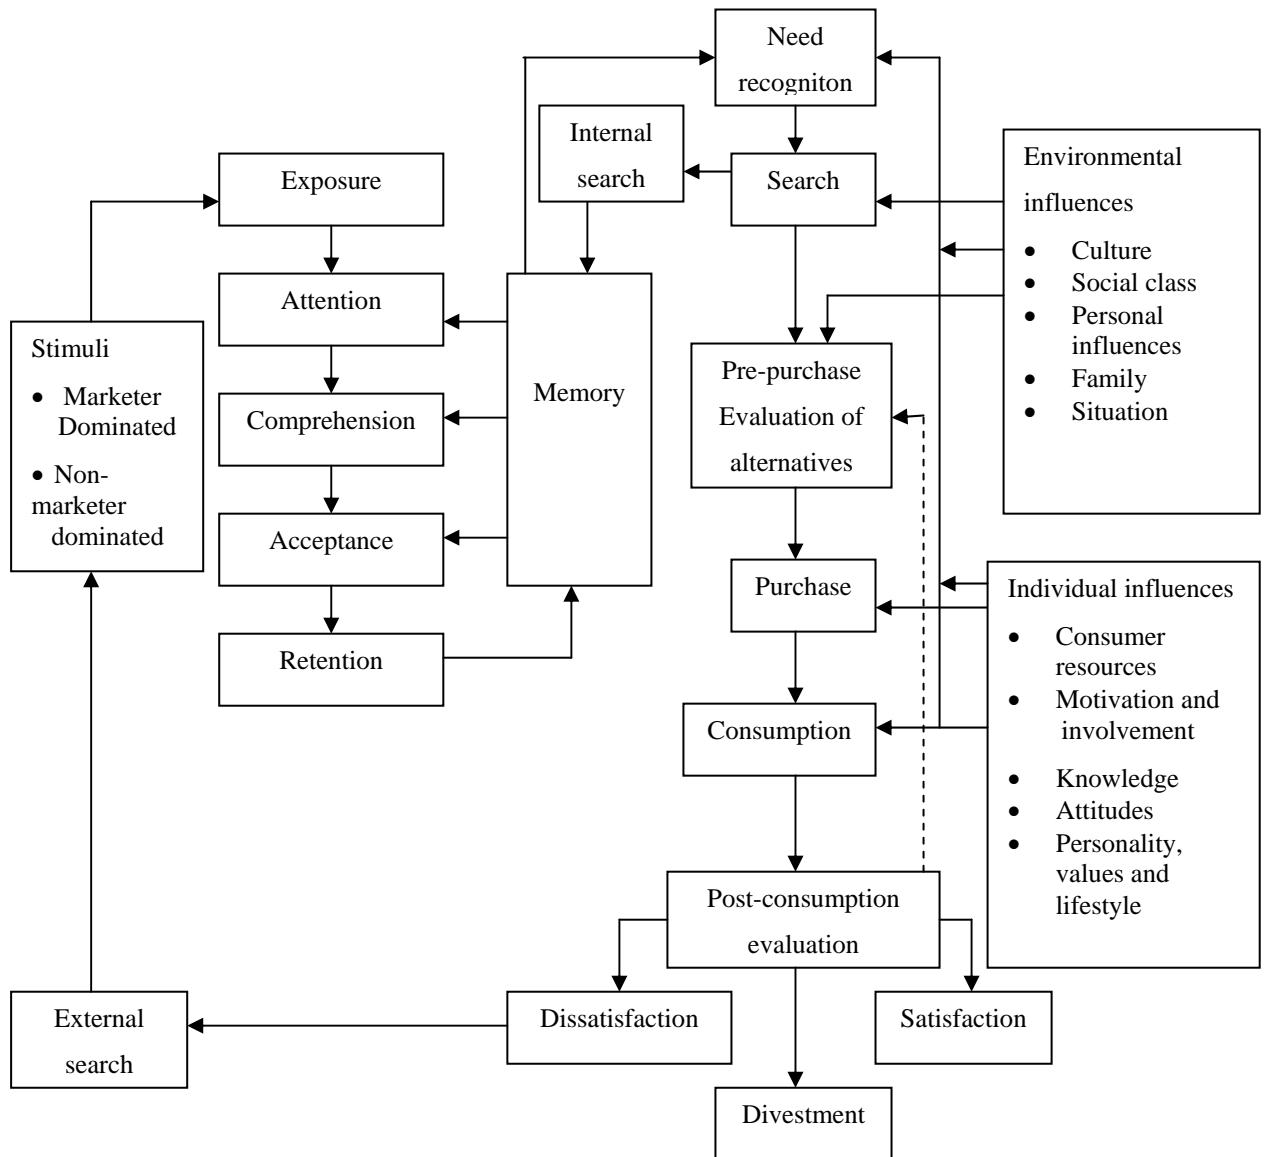 Need
recogniton
Internal
search
Search
Exposure
Attention
Comprehension
Acceptance
Retention
Memory
Stimuli
• Marketer
Dominated
• Non-
marketer
dominated
Pre-purchase
Evaluation of
alternatives
Purchase
Consumption
Post-consumption
evaluation
Dissatisfaction
Satisfaction
Divestment
External
search
Environmental
influences
• Culture
• Social class
• Personal
influences
• Family
• Situation
Individual influences
• Consumer
resources
• Motivation and
involvement
• Knowledge
• Attitudes
• Personality,
values and
lifestyle